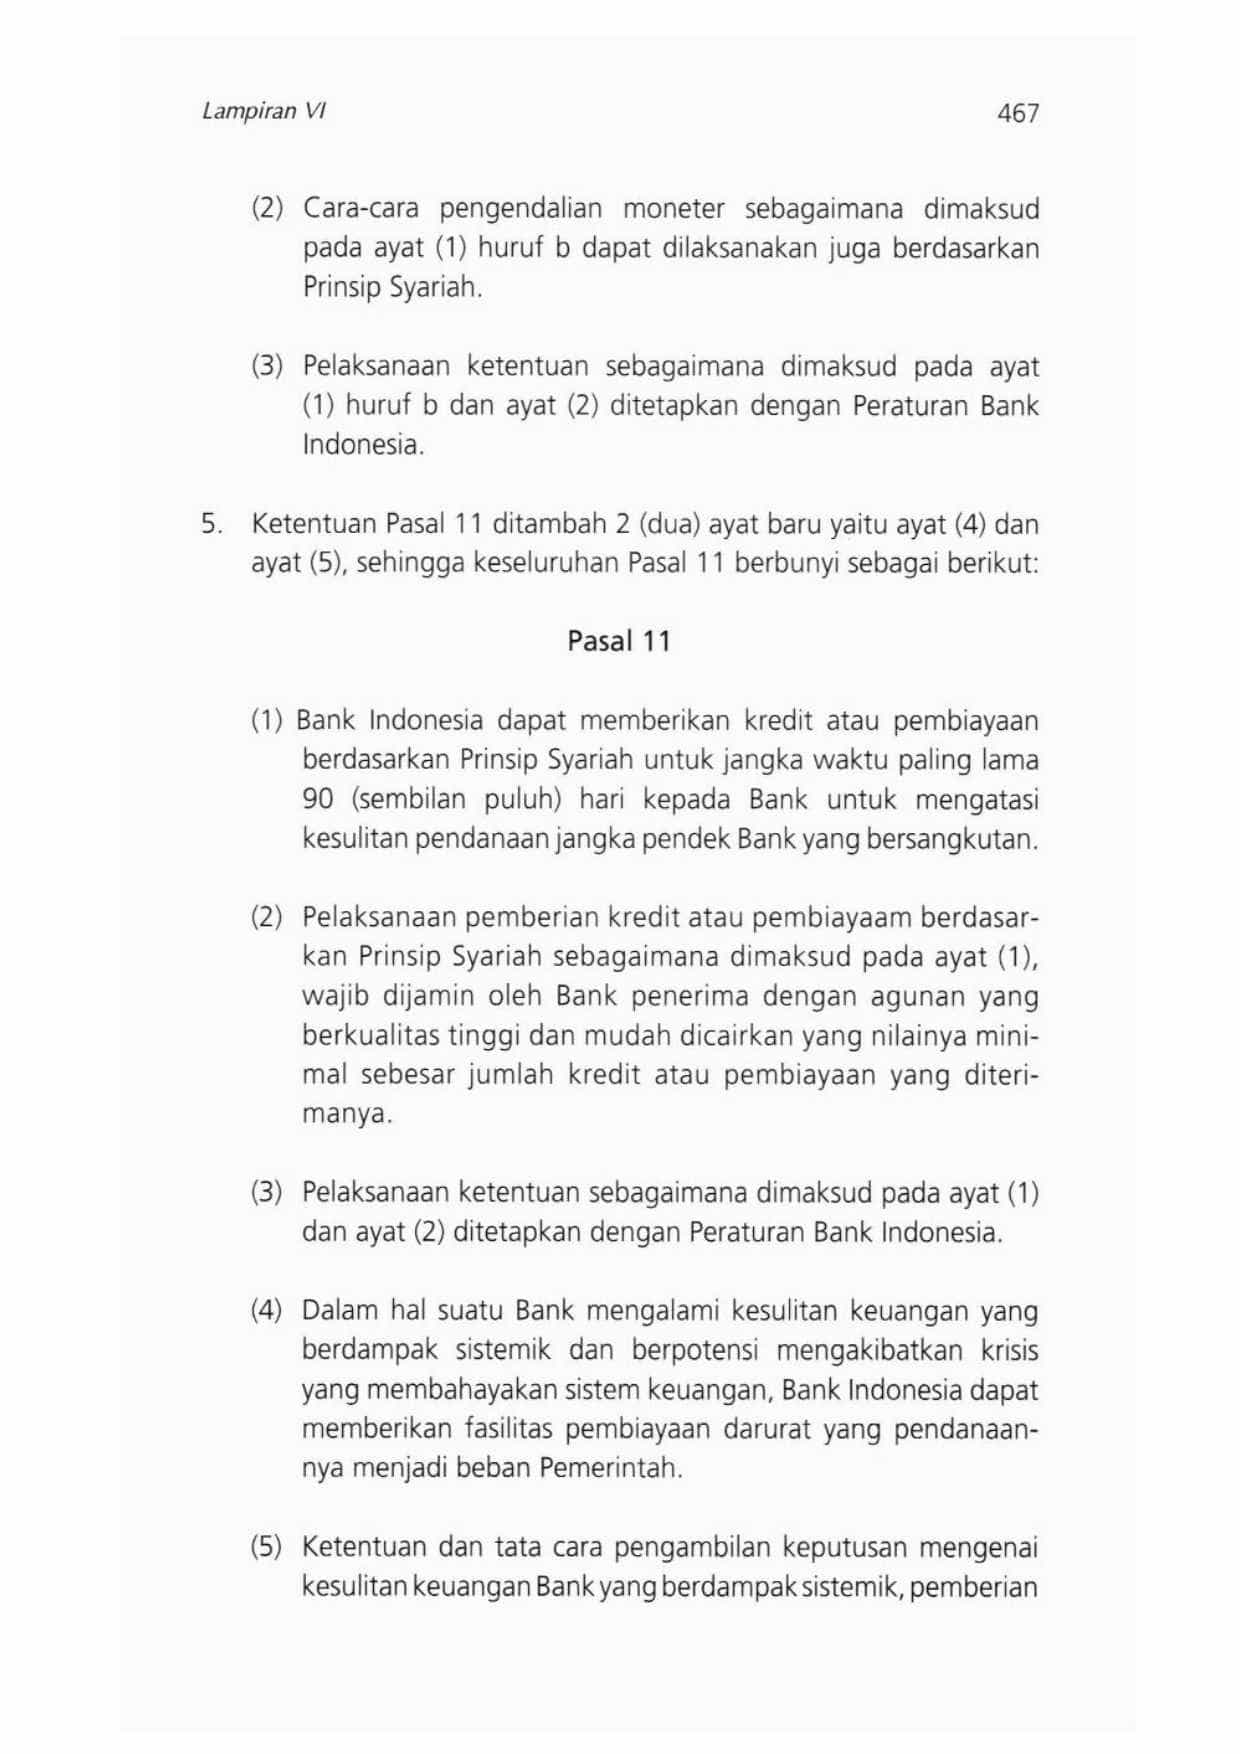 Lampiran VI 467
(2) Cara-cara pengendalian moneter sebagaimana dimaksud
pada ayat (1) huruf b dapat dilaksanakan juga berdasarkan
Prinsip Syariah.
(3) Pelaksanaan ketentuan sebagaimana dimaksud pada ayat
(1) huruf b dan ayat (2) ditetapkan dengan Peraturan Bank
Indonesia.
5. Ketentuan Pasal 11 ditambah 2 (dua) ayat baru yaitu ayat (4) dan
ayat (5), sehingga keseluruhan Pasal 11 berbunyi sebagai berikut:
Pasal 11
(1) Bank Indonesia dapat memberikan kredit atau pembiayaan
berdasarkan Prinsip Syariah untuk jangka waktu paling lama
90 (sembilan puluh) hari kepada Bank untuk mengatasi
kesulitan pendanaan jangka pendek Bank yang bersangkutan.
(2) Pelaksanaan pemberian kredit atau pembiayaam berdasar-
kan Prinsip Syariah sebagaimana dimaksud pada ayat (1),
wajib dijamin oleh Bank penerima dengan agunan yang
berkualitas tinggi dan mudah dicairkan yang nilainya mini-
mal sebesar jumlah kredit atau pembiayaan yang diteri-
manya.
(3) Pelaksanaan ketentuan sebagaimana dimaksud pada ayat (1)
dan ayat (2) ditetapkan dengan Peraturan Bank Indonesia.
(4) Dalam hal suatu Bank mengalami kesulitan keuangan yang
berdampak sistemik dan berpotensi mengakibatkan krisis
yang membahayakan sistem keuangan, Bank Indonesia dapat
memberikan fasilitas pembiayaan darurat yang pendanaan-
nya menjadi beban Pemerintah.
(5) Ketentuan dan tata cara pengambilan keputusan mengenai
kesulitan keuangan Bank yang berdampak sistemik, pemberian